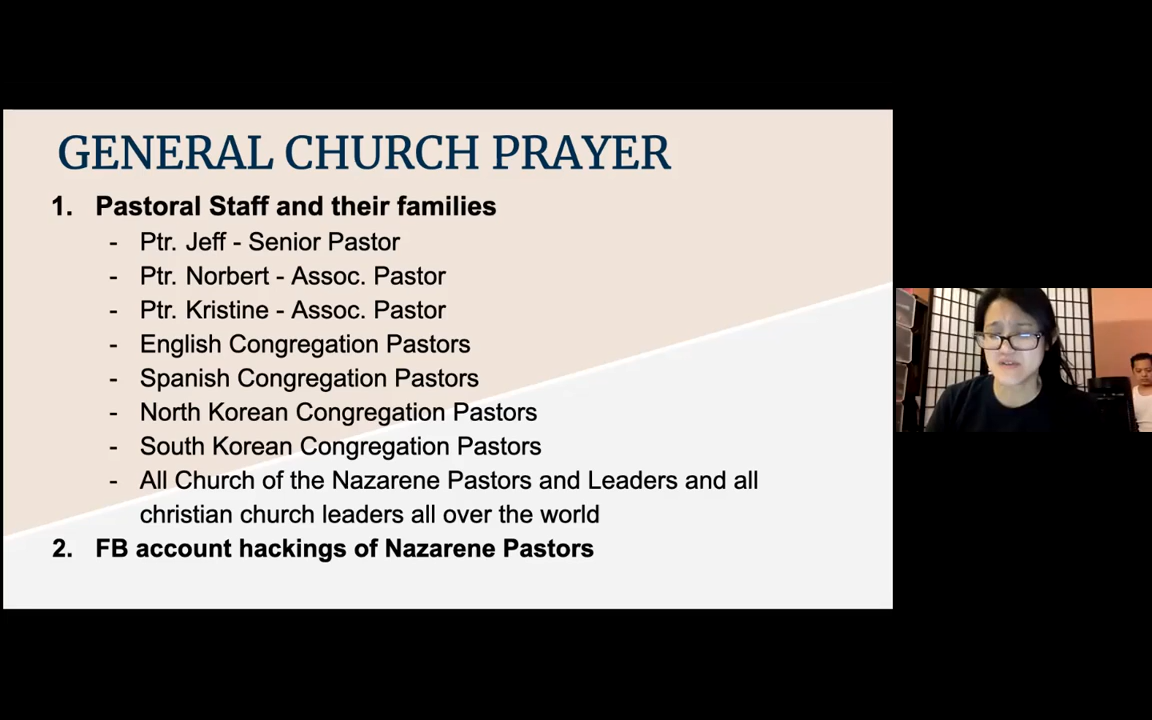 GENERAL CHURCH PRAYER
1. Pastoral Staff and their families
- Ptr. Jeff - Senior Pastor
- Ptr. Norbert - Assoc. Pastor
- Ptr. Kristine - Assoc. Pastor
- English Congregation Pastors
- Spanish Congregation Pastors
- North Korean Congregation Pastors
- South Korean Congregation Pastors
- All Church of the Nazarene Pastors and Leaders and all
christian church leaders all over the world
2. FB account hackings of Nazarene Pastors